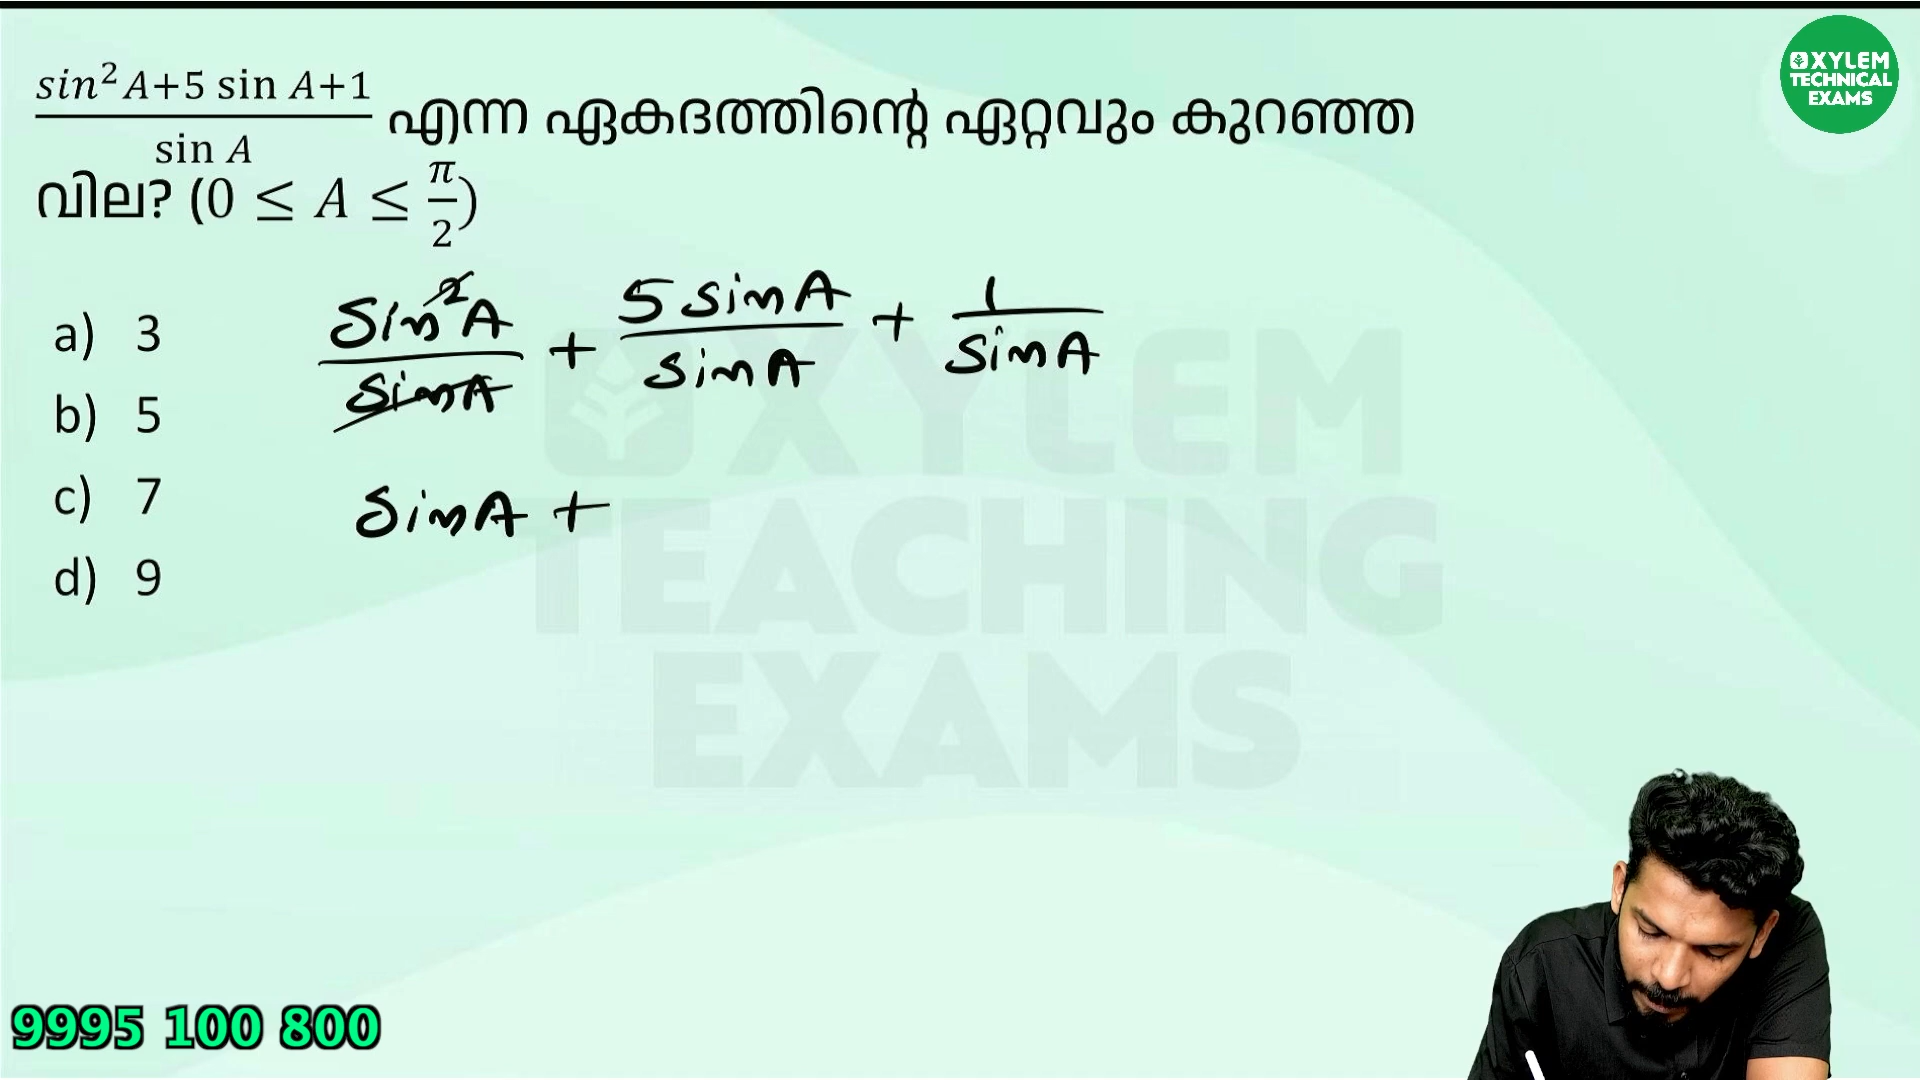 sin² A+5 sin A+1 / sin A എന്ന ഏകദത്തിന്റെ ഏറ്റവും കുറഞ്ഞ
വില? (0 ≤ A ≤ π/2)
a) 3
b) 5
c) 7
d) 9
sin²A / sinA + 5 sinA / sinA + 1 / sinA
sinA +
XYLEM
TECHNICAL
EXAMS
XYLEM
TEACHING
EXAMS
9995 100 800